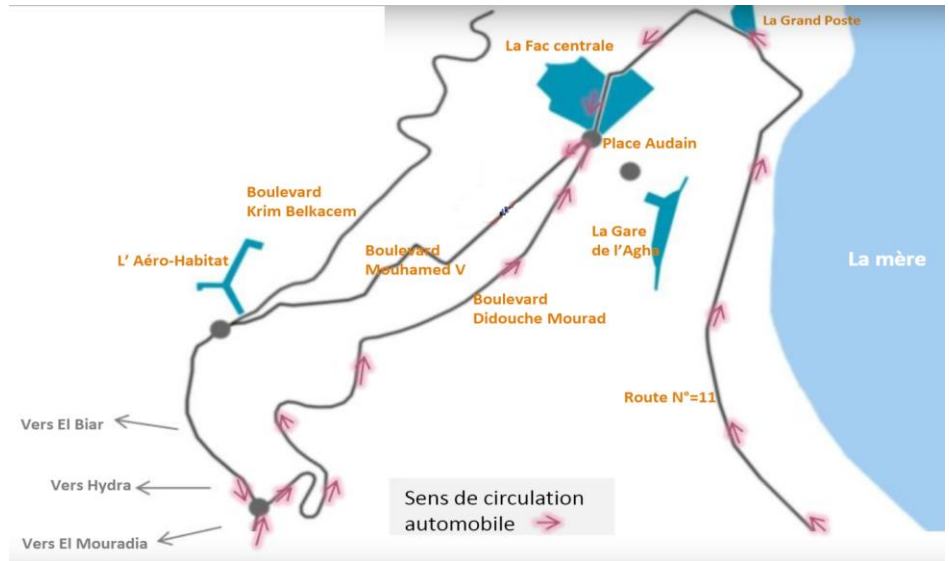 La Grand Poste
La Fac centrale
Place Audain
Boulevard
Krim Belkacem
L' Aéro-Habitat
Boulevard
Mouhamed V
La Gare
de l'Agha
La mère
Boulevard
Didouche Mourad
Route N°=11
Vers El Biar
Vers Hydra
Vers El Mouradia
Sens de circulation
automobile